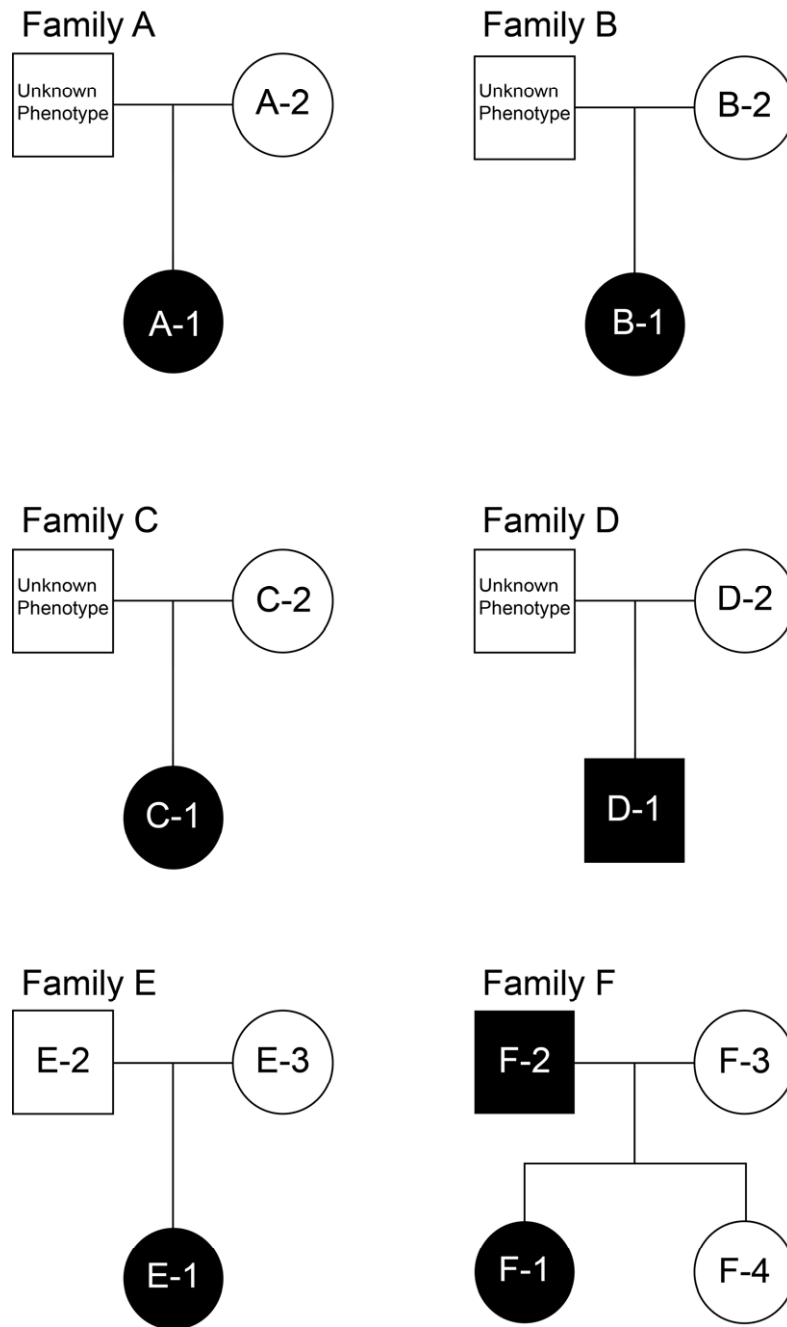 Family A
Unknown
Phenotype
A-2
A-1
Family B
Unknown
Phenotype
B-2
B-1
Family C
Unknown
Phenotype
C-2
C-1
Family D
Unknown
Phenotype
D-2
D-1
Family E
E-2
E-3
E-1
Family F
F-2
F-3
F-1
F-4